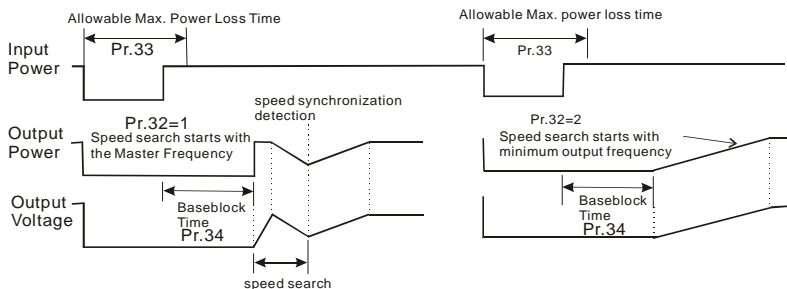 Allowable Max. Power Loss Time
Pr.33
Input
Power
Allowable Max. power loss time
Pr.33
speed synchronization
detection
Output
Power
Pr.32=1
Speed search starts with
the Master Frequency
Pr.32=2
Speed search starts with
minimum output frequency
Output
Voltage
Baseblock
Time
Pr.34
Baseblock
Time
Pr.34
speed search